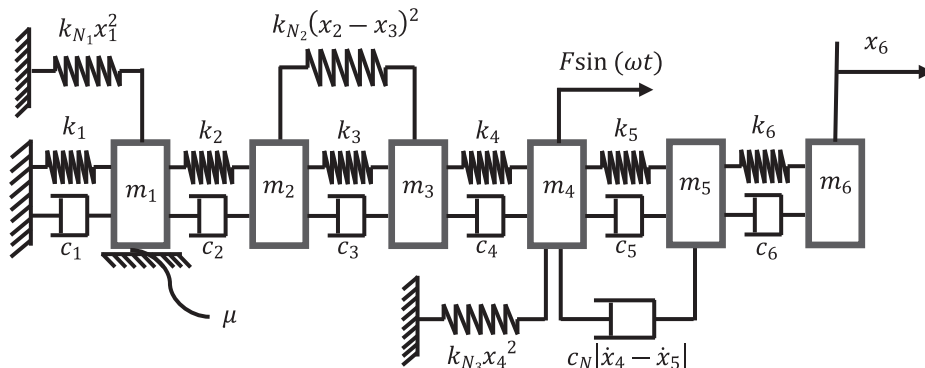 k_{N_1}x_1^2
k_{N_2}(x_2 − x_3)^2
x_6
F sin (ωt)
k_1 k_2 k_3 k_4 k_5 k_6
m_1 m_2 m_3 m_4 m_5 m_6
c_1 c_2 c_3 c_4 c_5 c_6
μ
k_{N_3}x_4^2
c_N|ẋ_4 − ẋ_5|